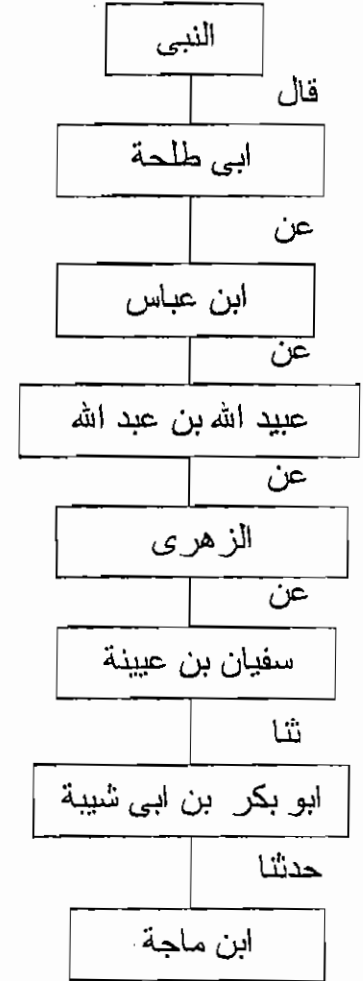 النبى
قال
ابى طلحة
عن
ابن عباس
عن
عبيد الله بن عبد الله
عن
الزهرى
عن
سفيان بن عيينة
ثنا
ابو بكر بن ابى شيبة
حدثنا
ابن ماجة